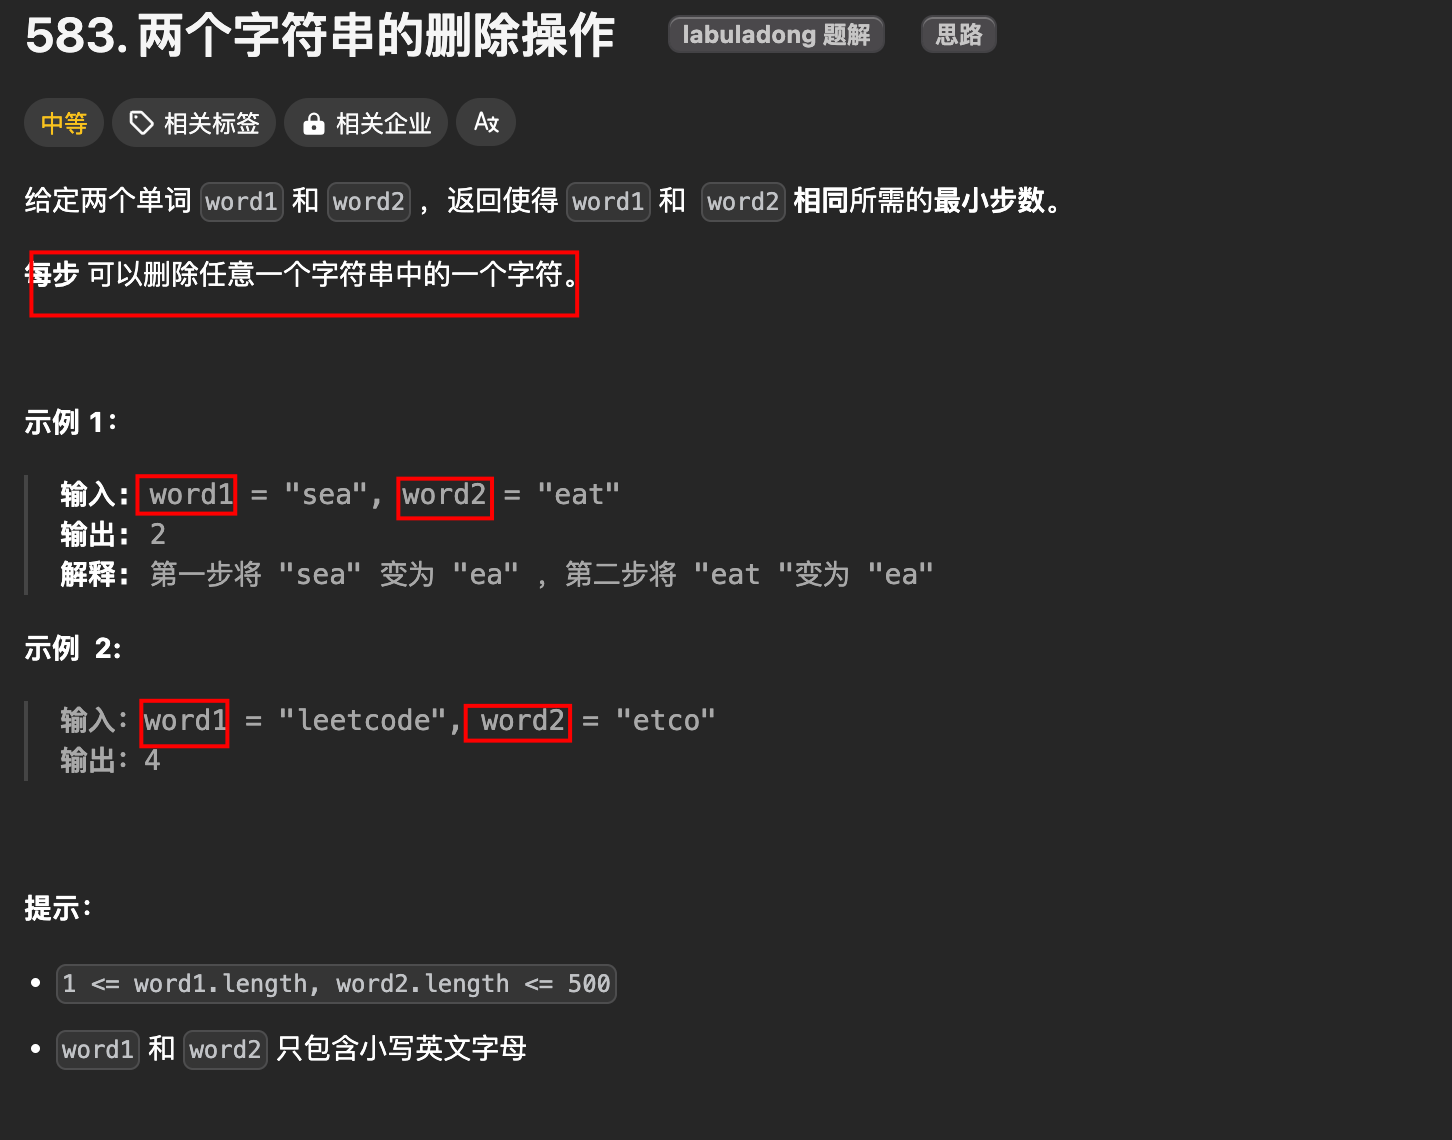 583. 两个字符串的删除操作 labuladong 题解 思路
中等 相关标签 相关企业 A文
给定两个单词 word1 和 word2 ，返回使得 word1 和 word2 相同所需的最小步数。
每步 可以删除任意一个字符串中的一个字符。
示例 1：
输入: word1 = "sea", word2 = "eat"
输出: 2
解释: 第一步将 "sea" 变为 "ea" ，第二步将 "eat "变为 "ea"
示例 2:
输入：word1 = "leetcode", word2 = "etco"
输出：4
提示：
1 <= word1.length, word2.length <= 500
word1 和 word2 只包含小写英文字母